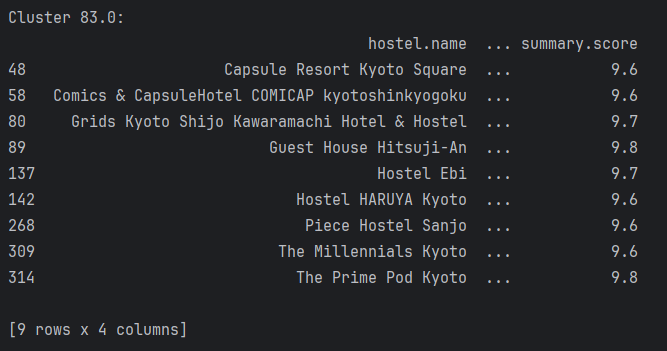 Cluster 83.0:
hostel.name ... summary.score
48 Capsule Resort Kyoto Square ... 9.6
58 Comics & CapsuleHotel COMICAP kyotoshinkyogoku ... 9.6
80 Grids Kyoto Shijo Kawaramachi Hotel & Hostel ... 9.7
89 Guest House Hitsuji-An ... 9.8
137 Hostel Ebi ... 9.7
142 Hostel HARUYA Kyoto ... 9.6
268 Piece Hostel Sanjo ... 9.6
309 The Millennials Kyoto ... 9.6
314 The Prime Pod Kyoto ... 9.8
[9 rows x 4 columns]